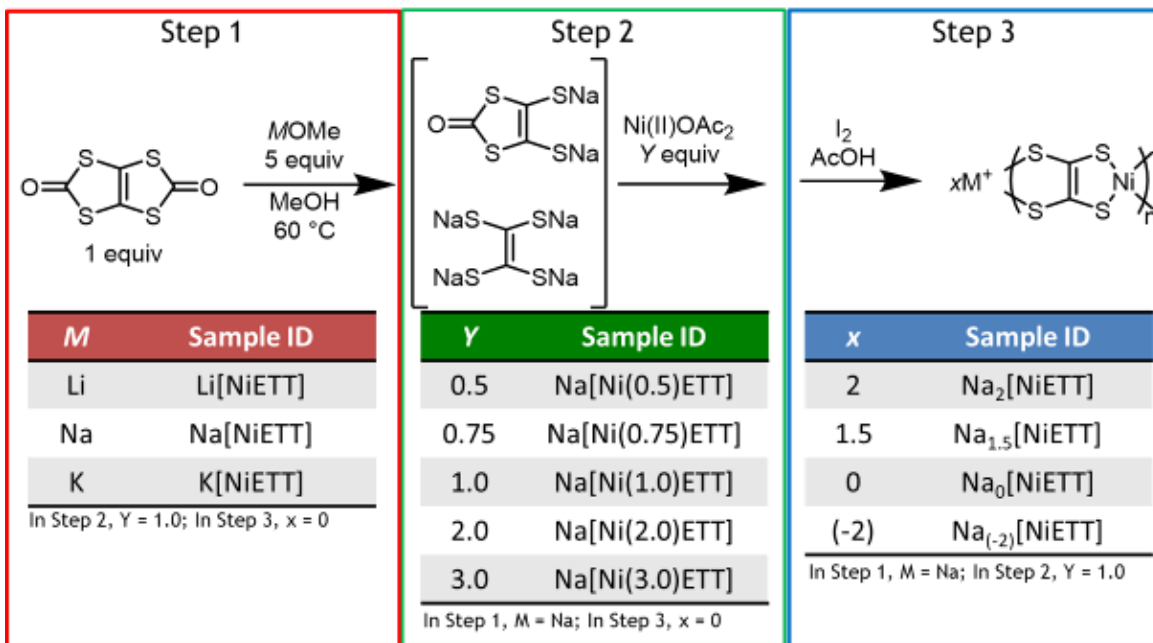 Step 1
O
S
S
S
S
O
1 equiv
MOMe
5 equiv
MeOH
60 °C
M Sample ID
Li Li[NiETT]
Na Na[NiETT]
K K[NiETT]
In Step 2, Y = 1.0; In Step 3, x = 0
Step 2
O
S
S
SNa
SNa
NaS
SNa
NaS
SNa
Ni(II)OAc₂
Y equiv
Y Sample ID
0.5 Na[Ni(0.5)ETT]
0.75 Na[Ni(0.75)ETT]
1.0 Na[Ni(1.0)ETT]
2.0 Na[Ni(2.0)ETT]
3.0 Na[Ni(3.0)ETT]
In Step 1, M = Na; In Step 3, x = 0
Step 3
I₂
AcOH
xM⁺
S
S
S
S
Ni
n
x Sample ID
2 Na₂[NiETT]
1.5 Na₁.₅[NiETT]
0 Na₀[NiETT]
(-2) Na₍₋₂₎[NiETT]
In Step 1, M = Na; In Step 2, Y = 1.0